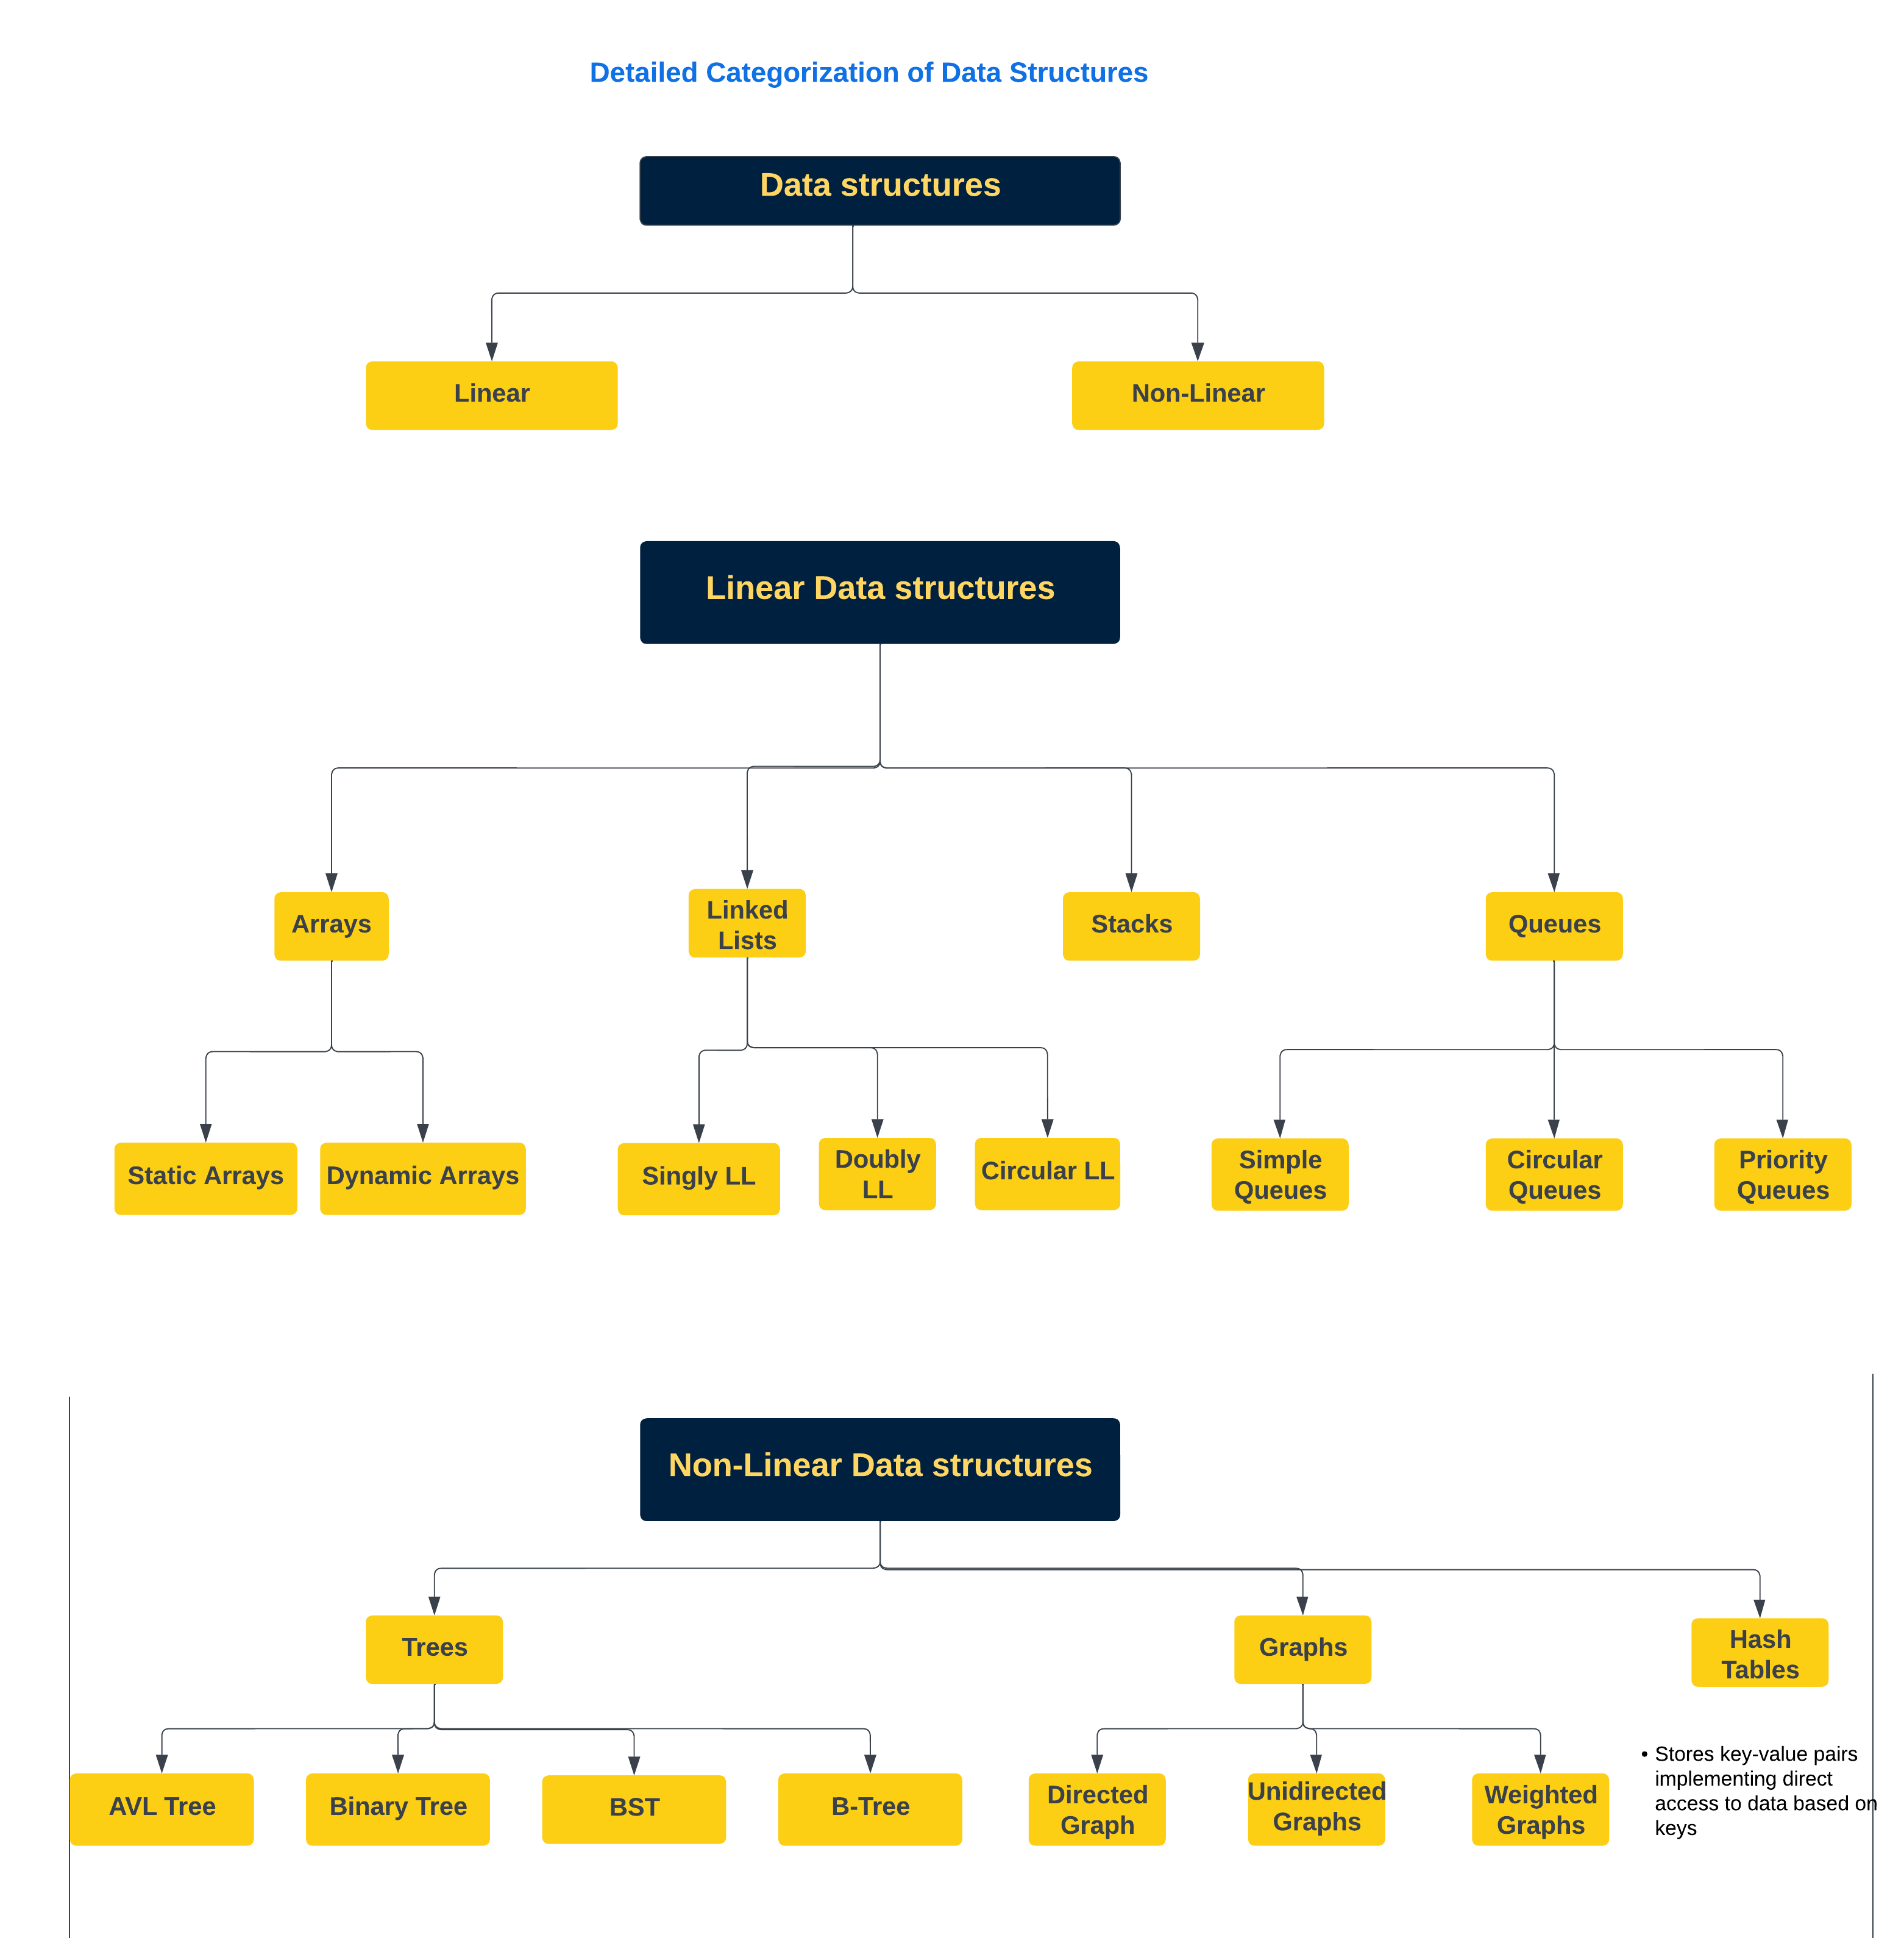 Detailed Categorization of Data Structures
Data structures
Linear
Non-Linear
Linear Data structures
Arrays
Linked
Lists
Stacks
Queues
Static Arrays
Dynamic Arrays
Singly LL
Doubly
LL
Circular LL
Simple
Queues
Circular
Queues
Priority
Queues
Non-Linear Data structures
Trees
Graphs
Hash
Tables
AVL Tree
Binary Tree
BST
B-Tree
Directed
Graph
Unidirected
Graphs
Weighted
Graphs
• Stores key-value pairs
implementing direct
access to data based on
keys